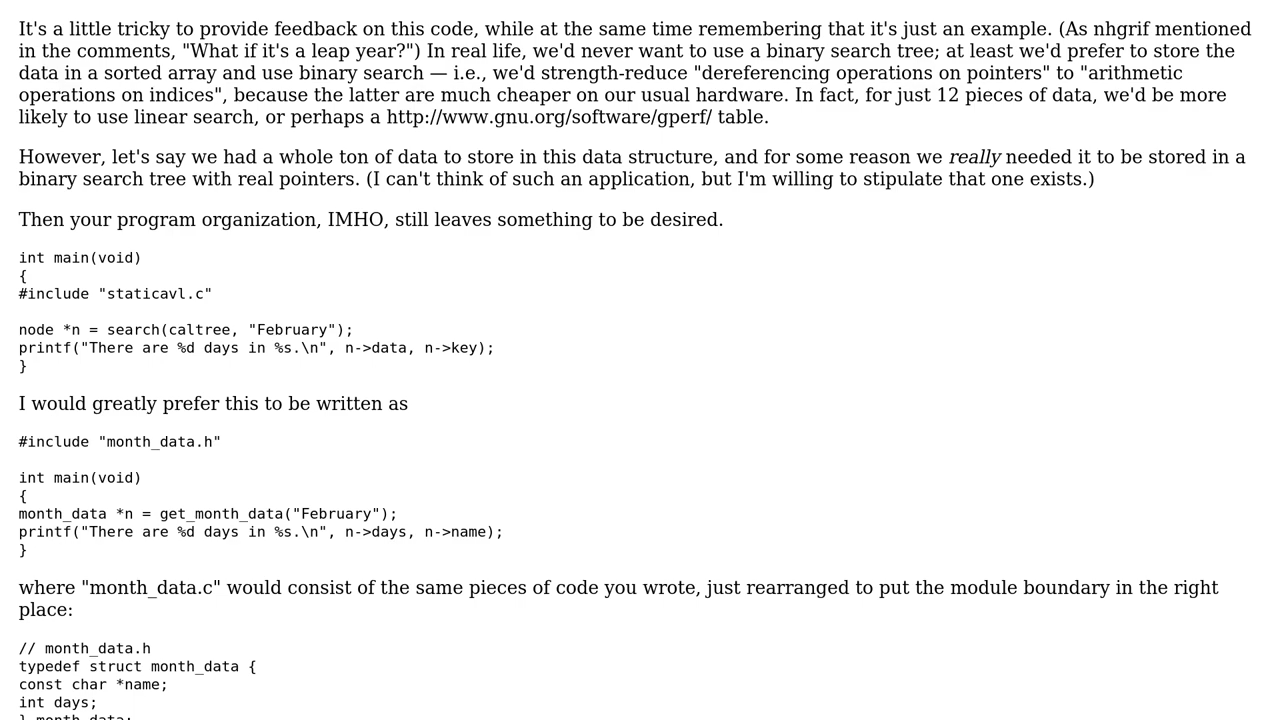 It's a little tricky to provide feedback on this code, while at the same time remembering that it's just an example. (As nhgrif mentioned
in the comments, "What if it's a leap year?") In real life, we'd never want to use a binary search tree; at least we'd prefer to store the
data in a sorted array and use binary search — i.e., we'd strength-reduce "dereferencing operations on pointers" to "arithmetic
operations on indices", because the latter are much cheaper on our usual hardware. In fact, for just 12 pieces of data, we'd be more
likely to use linear search, or perhaps a http://www.gnu.org/software/gperf/ table.
However, let's say we had a whole ton of data to store in this data structure, and for some reason we really needed it to be stored in a
binary search tree with real pointers. (I can't think of such an application, but I'm willing to stipulate that one exists.)
Then your program organization, IMHO, still leaves something to be desired.
int main(void)
{
#include "staticavl.c"
node *n = search(caltree, "February");
printf("There are %d days in %s.\n", n->data, n->key);
}
I would greatly prefer this to be written as
#include "month_data.h"
int main(void)
{
month_data *n = get_month_data("February");
printf("There are %d days in %s.\n", n->days, n->name);
}
where "month_data.c" would consist of the same pieces of code you wrote, just rearranged to put the module boundary in the right
place:
// month_data.h
typedef struct month_data {
const char *name;
int days;
} month_data;